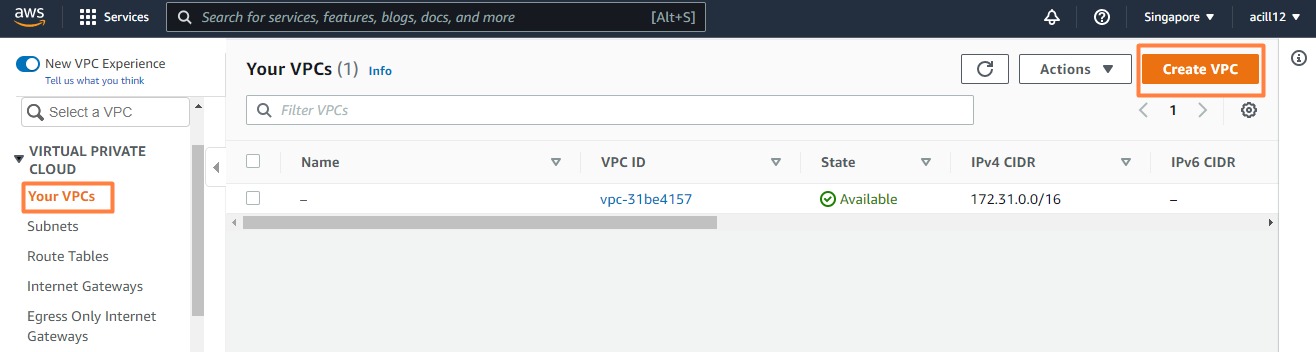 aws Services Search for services, features, blogs, docs, and more [Alt+S] Singapore ▼ acill12 ▼
New VPC Experience
Tell us what you think
Select a VPC
VIRTUAL PRIVATE
CLOUD
Your VPCs
Subnets
Route Tables
Internet Gateways
Egress Only Internet
Gateways
Your VPCs (1) Info
Actions ▼
Create VPC
Filter VPCs
1
Name VPC ID State IPv4 CIDR IPv6 CIDR
– vpc-31be4157 Available 172.31.0.0/16 –